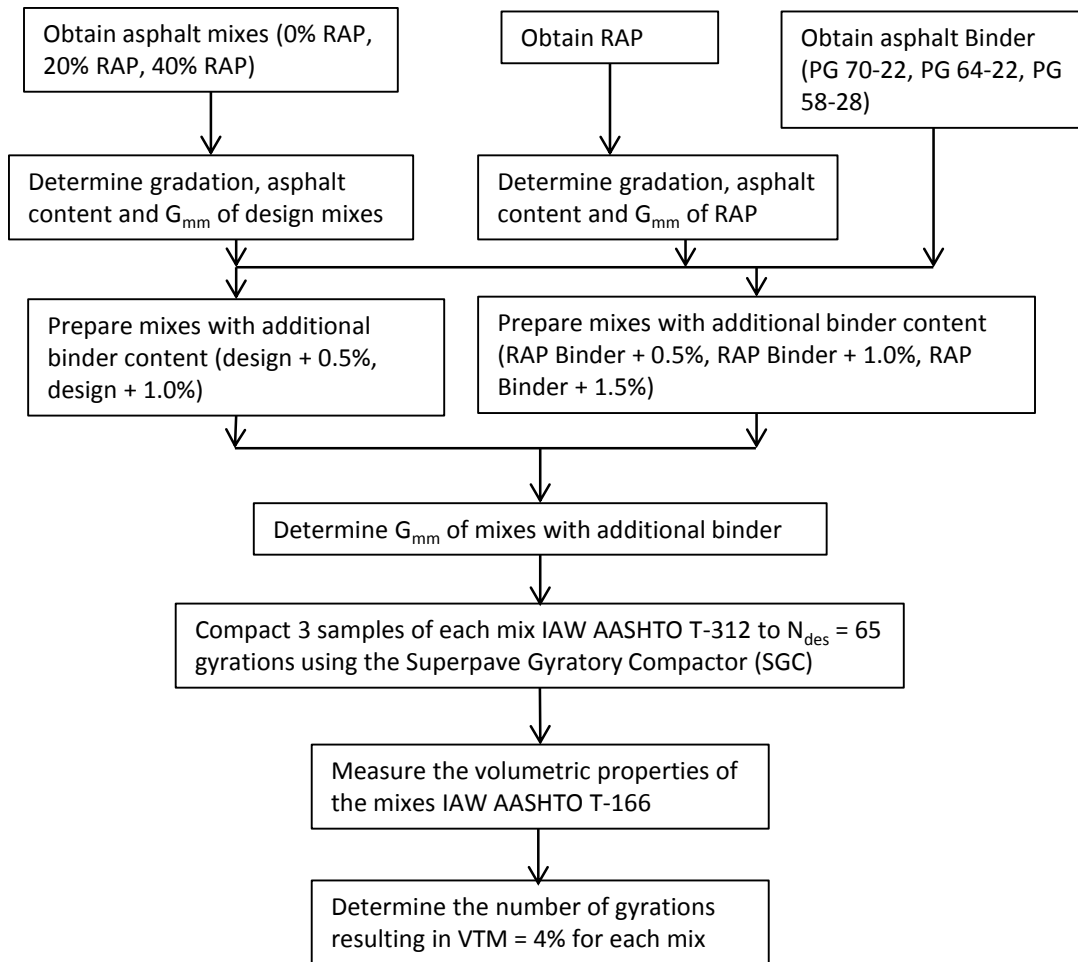 Obtain asphalt mixes (0% RAP,
20% RAP, 40% RAP)
Obtain RAP
Obtain asphalt Binder
(PG 70-22, PG 64-22, PG
58-28)
Determine gradation, asphalt
content and Gmm of design mixes
Determine gradation, asphalt
content and Gmm of RAP
Prepare mixes with additional
binder content (design + 0.5%,
design + 1.0%)
Prepare mixes with additional binder content
(RAP Binder + 0.5%, RAP Binder + 1.0%, RAP
Binder + 1.5%)
Determine Gmm of mixes with additional binder
Compact 3 samples of each mix IAW AASHTO T-312 to Ndes = 65
gyrations using the Superpave Gyratory Compactor (SGC)
Measure the volumetric properties of
the mixes IAW AASHTO T-166
Determine the number of gyrations
resulting in VTM = 4% for each mix